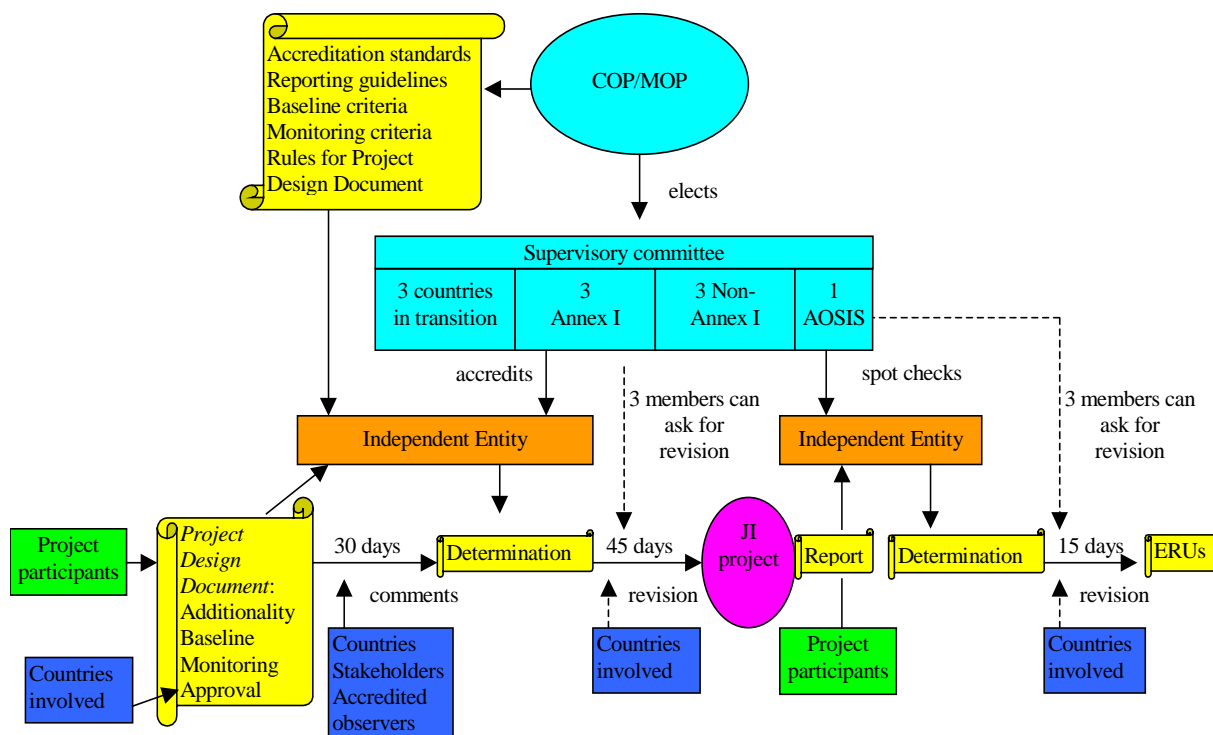 Accreditation standards
Reporting guidelines
Baseline criteria
Monitoring criteria
Rules for Project
Design Document
COP/MOP
elects
Supervisory committee
3 countries
in transition
3
Annex I
3 Non-
Annex I
1
AOSIS
accredits
3 members can
ask for
revision
spot checks
3 members can
ask for
revision
Independent Entity
Independent Entity
Project
participants
Project
Design
Document:
Additionality
Baseline
Monitoring
Approval
Countries
involved
30 days
comments
Countries
Stakeholders
Accredited
observers
Determination
45 days
revision
Countries
involved
JI
project
Report
Project
participants
Determination
15 days
revision
Countries
involved
ERUs